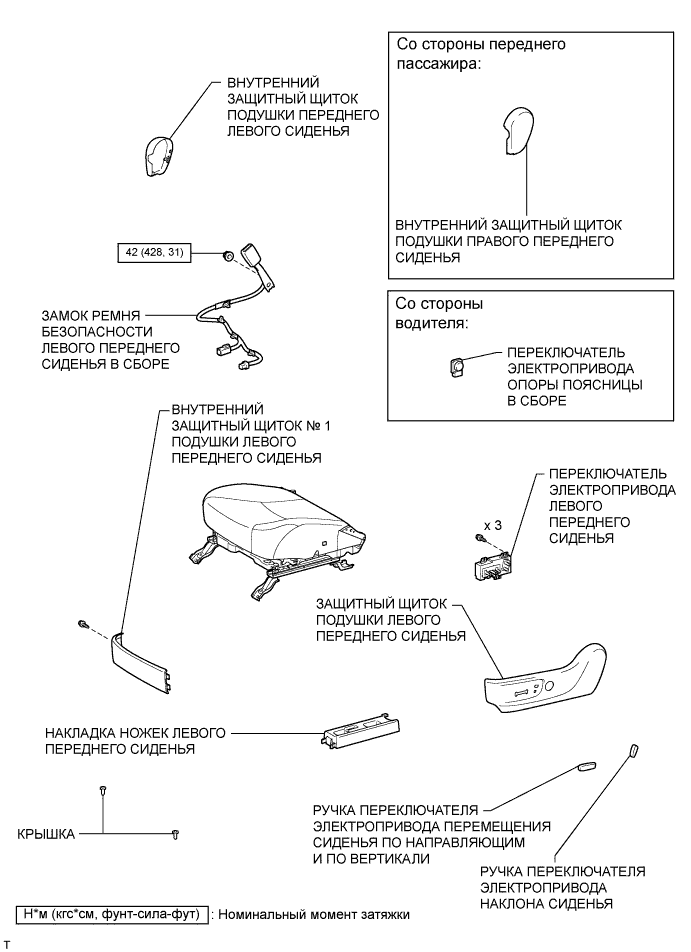 Со стороны переднего
пассажира:
ВНУТРЕННИЙ
ЗАЩИТНЫЙ ЩИТОК
ПОДУШКИ ПЕРЕДНЕГО
ЛЕВОГО СИДЕНЬЯ
ВНУТРЕННИЙ ЗАЩИТНЫЙ ЩИТОК
ПОДУШКИ ПРАВОГО ПЕРЕДНЕГО
СИДЕНЬЯ
42 (428, 31)
ЗАМОК РЕМНЯ
БЕЗОПАСНОСТИ
ЛЕВОГО ПЕРЕДНЕГО
СИДЕНЬЯ В СБОРЕ
Со стороны
водителя:
ПЕРЕКЛЮЧАТЕЛЬ
ЭЛЕКТРОПРИВОДА
ОПОРЫ ПОЯСНИЦЫ
В СБОРЕ
ВНУТРЕННИЙ
ЗАЩИТНЫЙ ЩИТОК № 1
ПОДУШКИ ЛЕВОГО
ПЕРЕДНЕГО СИДЕНЬЯ
ПЕРЕКЛЮЧАТЕЛЬ
ЭЛЕКТРОПРИВОДА
ЛЕВОГО
ПЕРЕДНЕГО
СИДЕНЬЯ
x 3
ЗАЩИТНЫЙ ЩИТОК
ПОДУШКИ ЛЕВОГО
ПЕРЕДНЕГО СИДЕНЬЯ
НАКЛАДКА НОЖЕК ЛЕВОГО
ПЕРЕДНЕГО СИДЕНЬЯ
КРЫШКА
РУЧКА ПЕРЕКЛЮЧАТЕЛЯ
ЭЛЕКТРОПРИВОДА ПЕРЕМЕЩЕНИЯ
СИДЕНЬЯ ПО НАПРАВЛЯЮЩИМ
И ПО ВЕРТИКАЛИ
РУЧКА ПЕРЕКЛЮЧАТЕЛЯ
ЭЛЕКТРОПРИВОДА
НАКЛОНА СИДЕНЬЯ
Н*м (кгс*см, фунт-сила-фут) : Номинальный момент затяжки
T